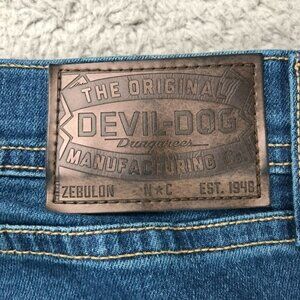 THE ORIGINAL
DEVIL-DOG
Dungarees
MANUFACTURING Co.
ZEBULON N★C EST. 1948